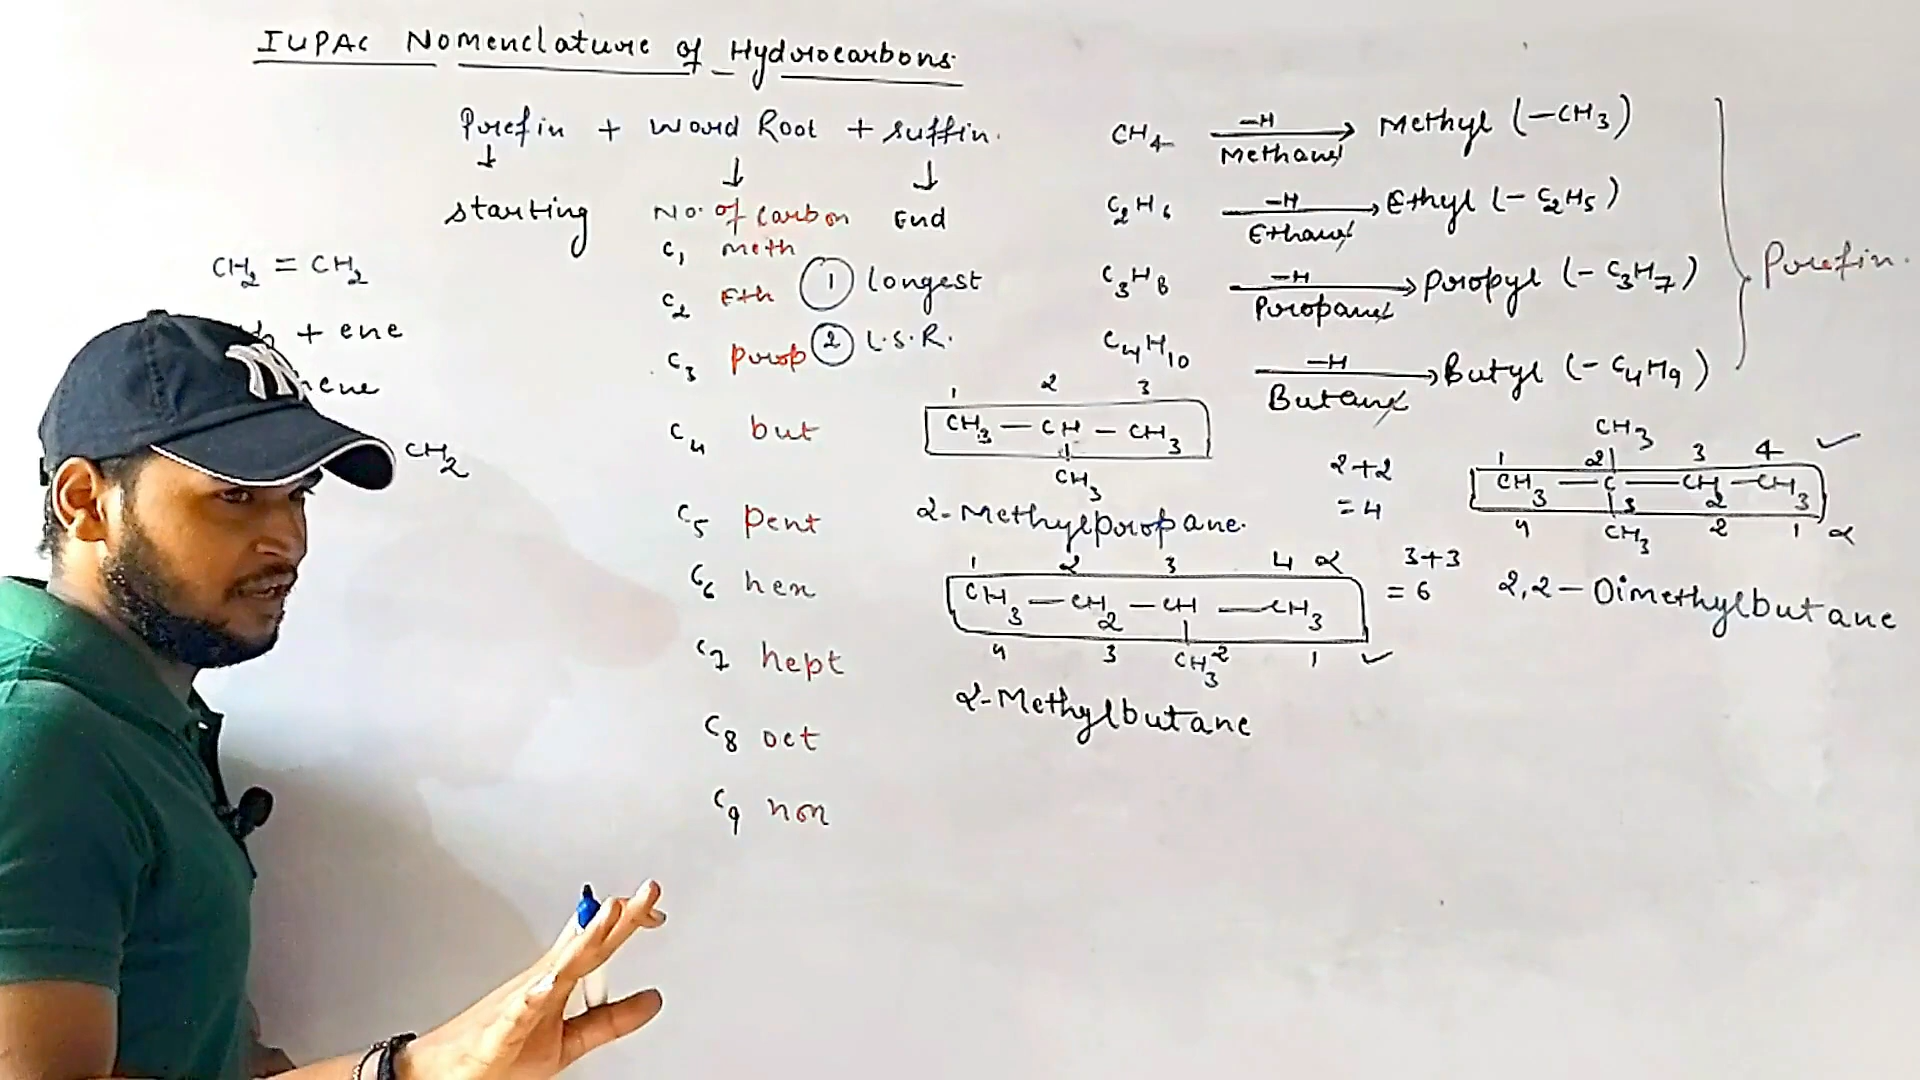 IUPAC Nomenclature of Hydrocarbons.
Prefix + Word Root + suffix.
↓ ↓ ↓
starting No. of carbon End
C1 meth
C2 Eth
C3 prop
C4 but
C5 pent
C6 hex
C7 hept
C8 oct
C9 non
① Longest
② L.S.R.
CH2 = CH2
+ ene
ene
CH2
CH4 —H→ Methyl (-CH3)
Methane
C2H6 —H→ Ethyl (-C2H5)
Ethane
C3H8 —H→ propyl (-C3H7)
Propane
C4H10 —H→ Butyl (-C4H9)
Butane
Prefix.
1 2 3
CH3 — CH — CH3
CH3
2-Methylpropane.
1 2 3 4 x
CH3 — CH2 — CH — CH3
4 3 2 1 ✓
CH3
2-Methylbutane
2+2
=4
3+3
=6
CH3
1 2 3 4 ✓
CH3 — C — CH2 — CH3
4 3 2 1 x
CH3
2,2-Dimethylbutane